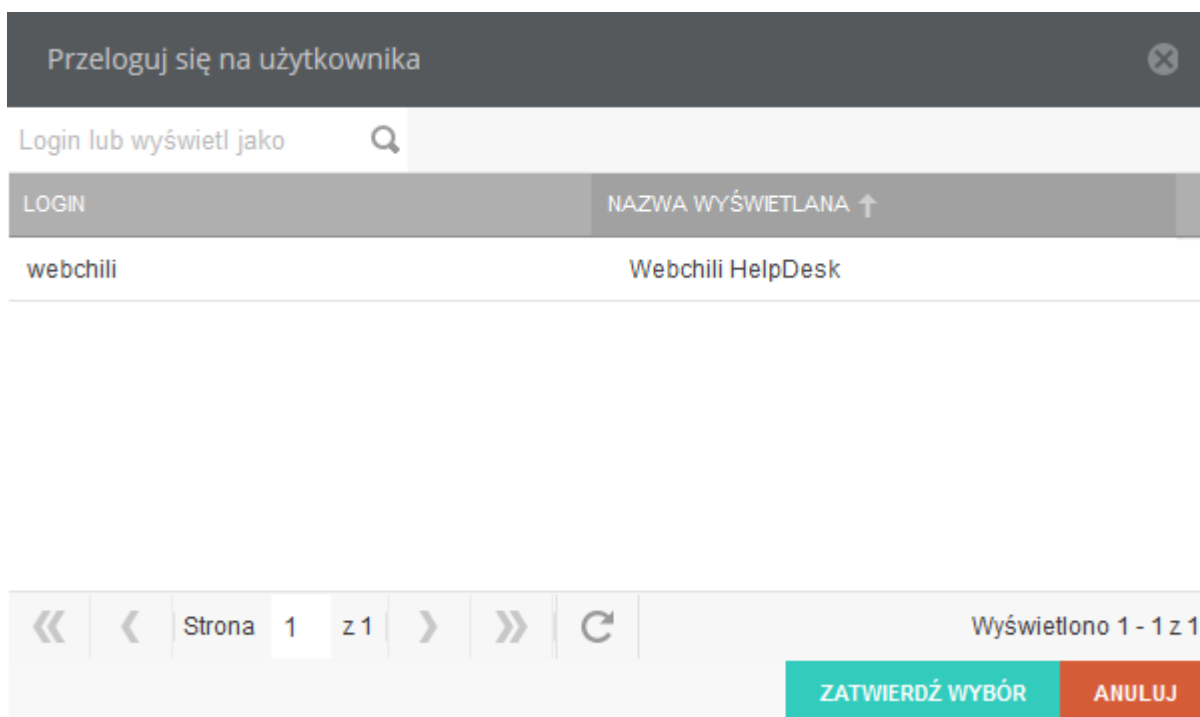 Przeloguj się na użytkownika
Login lub wyświetl jako
LOGIN NAZWA WYŚWIETLANA
webchili Webchili HelpDesk
Strona 1 z 1 Wyświetlono 1 - 1 z 1
ZATWIERDŹ WYBÓR ANULUJ